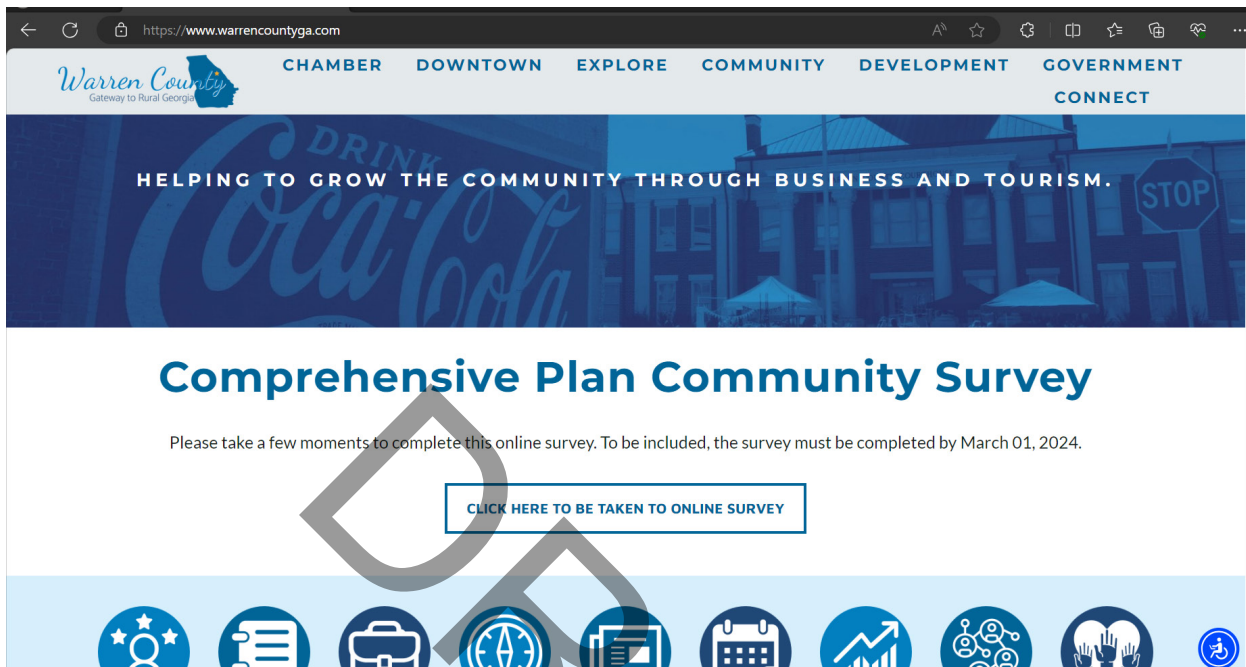 https://www.warrencountyga.com
Warren County
Gateway to Rural Georgia
CHAMBER DOWNTOWN EXPLORE COMMUNITY DEVELOPMENT GOVERNMENT
CONNECT
DRINK
Coca-Cola
HELPING TO GROW THE COMMUNITY THROUGH BUSINESS AND TOURISM.
STOP
Comprehensive Plan Community Survey
Please take a few moments to complete this online survey. To be included, the survey must be completed by March 01, 2024.
CLICK HERE TO BE TAKEN TO ONLINE SURVEY